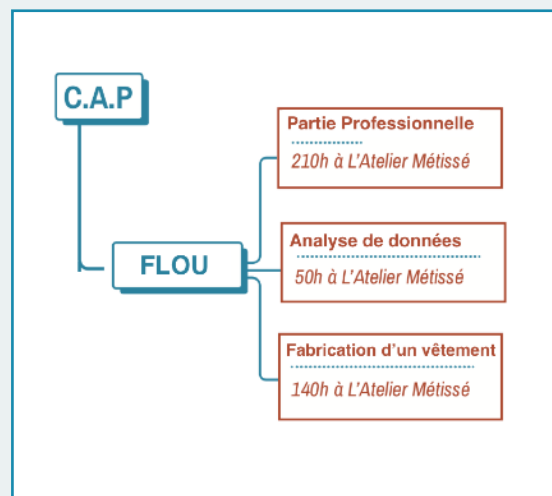 C.A.P
Partie Professionnelle
210h à L'Atelier Métissé
FLOU
Analyse de données
50h à L'Atelier Métissé
Fabrication d'un vêtement
140h à L'Atelier Métissé